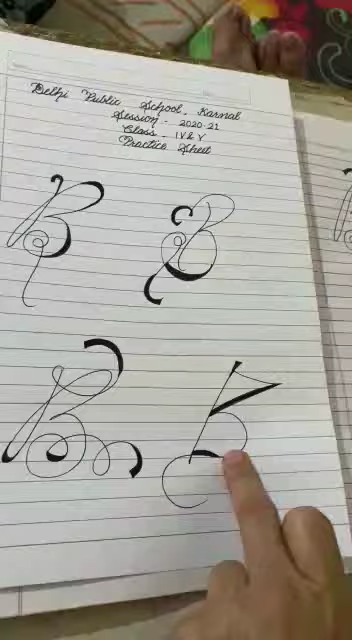 Delhi Public School, Karnal
Session - 2020-21
Class - IV & V
Practice Sheet
B B
B B